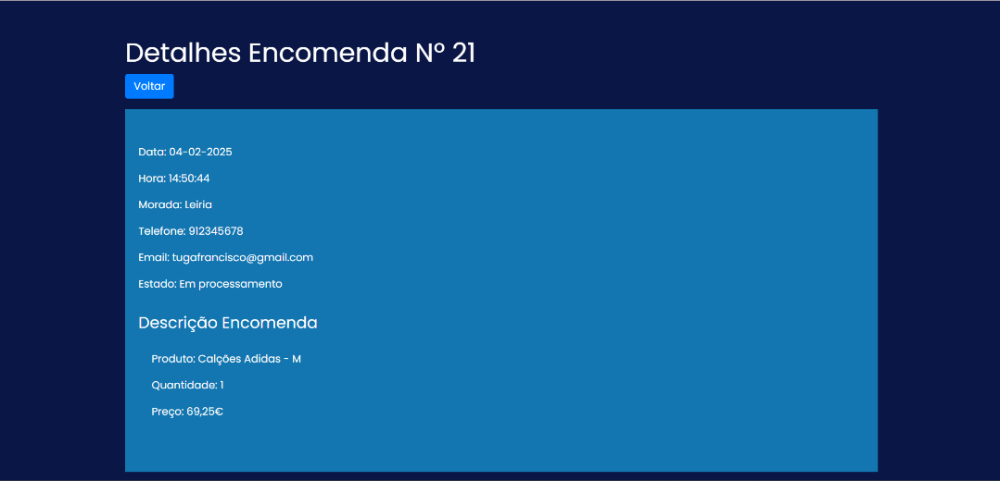 Detalhes Encomenda Nº 21
Voltar
Data: 04-02-2025
Hora: 14:50:44
Morada: Leiria
Telefone: 912345678
Email: tugafrancisco@gmail.com
Estado: Em processamento
Descrição Encomenda
Produto: Calções Adidas - M
Quantidade: 1
Preço: 69,25€